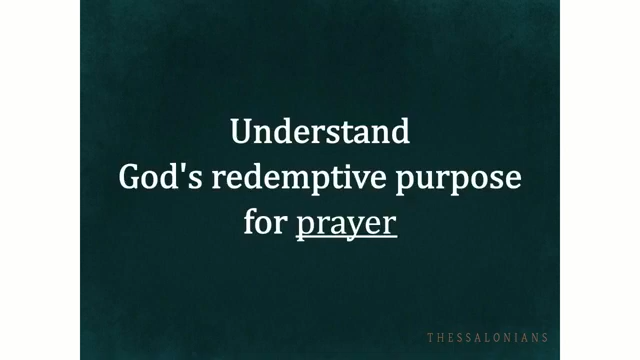 Understand
God's redemptive purpose
for prayer
THESSALONIANS